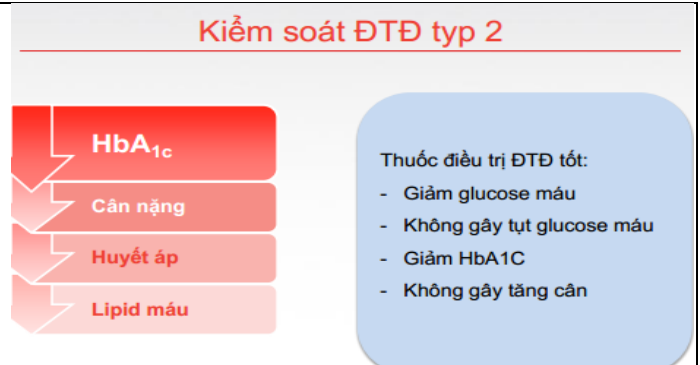 Kiểm soát ĐTĐ typ 2
HbA1c
Cân nặng
Huyết áp
Lipid máu
Thuốc điều trị ĐTĐ tốt:
- Giảm glucose máu
- Không gây tụt glucose máu
- Giảm HbA1C
- Không gây tăng cân